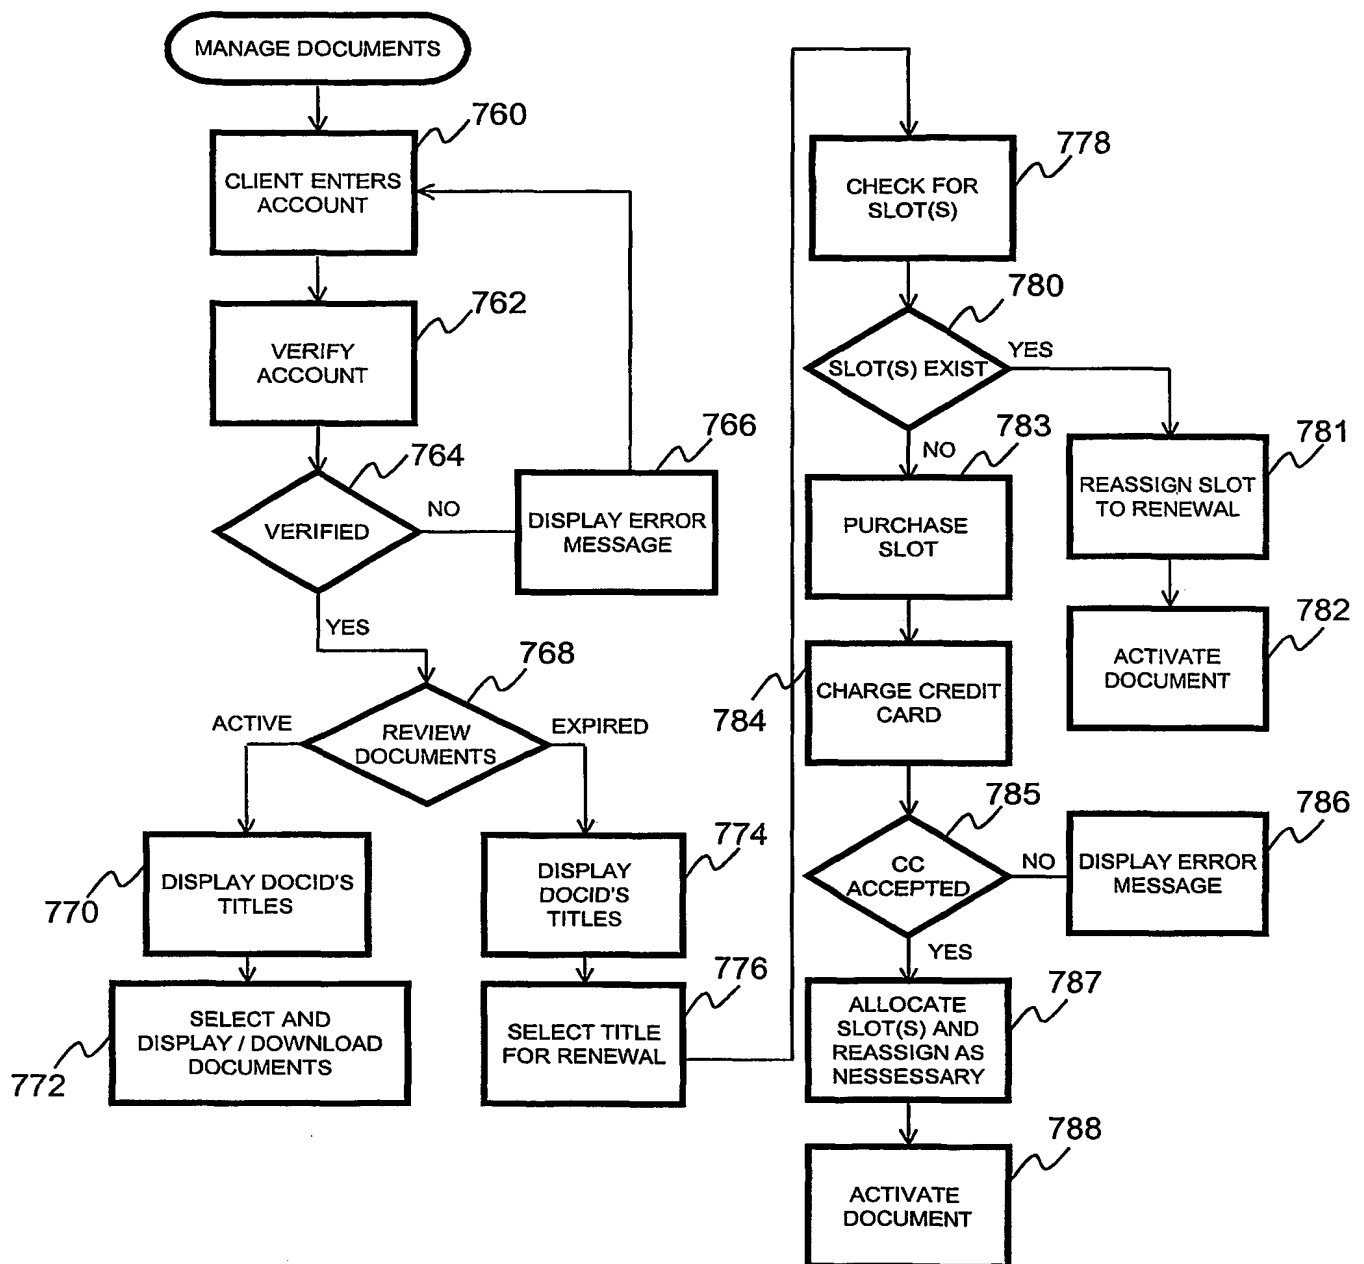 MANAGE DOCUMENTS
760
CLIENT ENTERS
ACCOUNT
762
VERIFY
ACCOUNT
764
VERIFIED
NO
766
DISPLAY ERROR
MESSAGE
YES
768
REVIEW
DOCUMENTS
ACTIVE
EXPIRED
770
DISPLAY DOCID'S
TITLES
772
SELECT AND
DISPLAY / DOWNLOAD
DOCUMENTS
774
DISPLAY
DOCID'S
TITLES
776
SELECT TITLE
FOR RENEWAL
778
CHECK FOR
SLOT(S)
780
SLOT(S) EXIST
YES
781
REASSIGN SLOT
TO RENEWAL
782
ACTIVATE
DOCUMENT
NO
783
PURCHASE
SLOT
784
CHARGE CREDIT
CARD
785
CC
ACCEPTED
NO
786
DISPLAY ERROR
MESSAGE
YES
787
ALLOCATE
SLOT(S) AND
REASSIGN AS
NESSESSARY
788
ACTIVATE
DOCUMENT